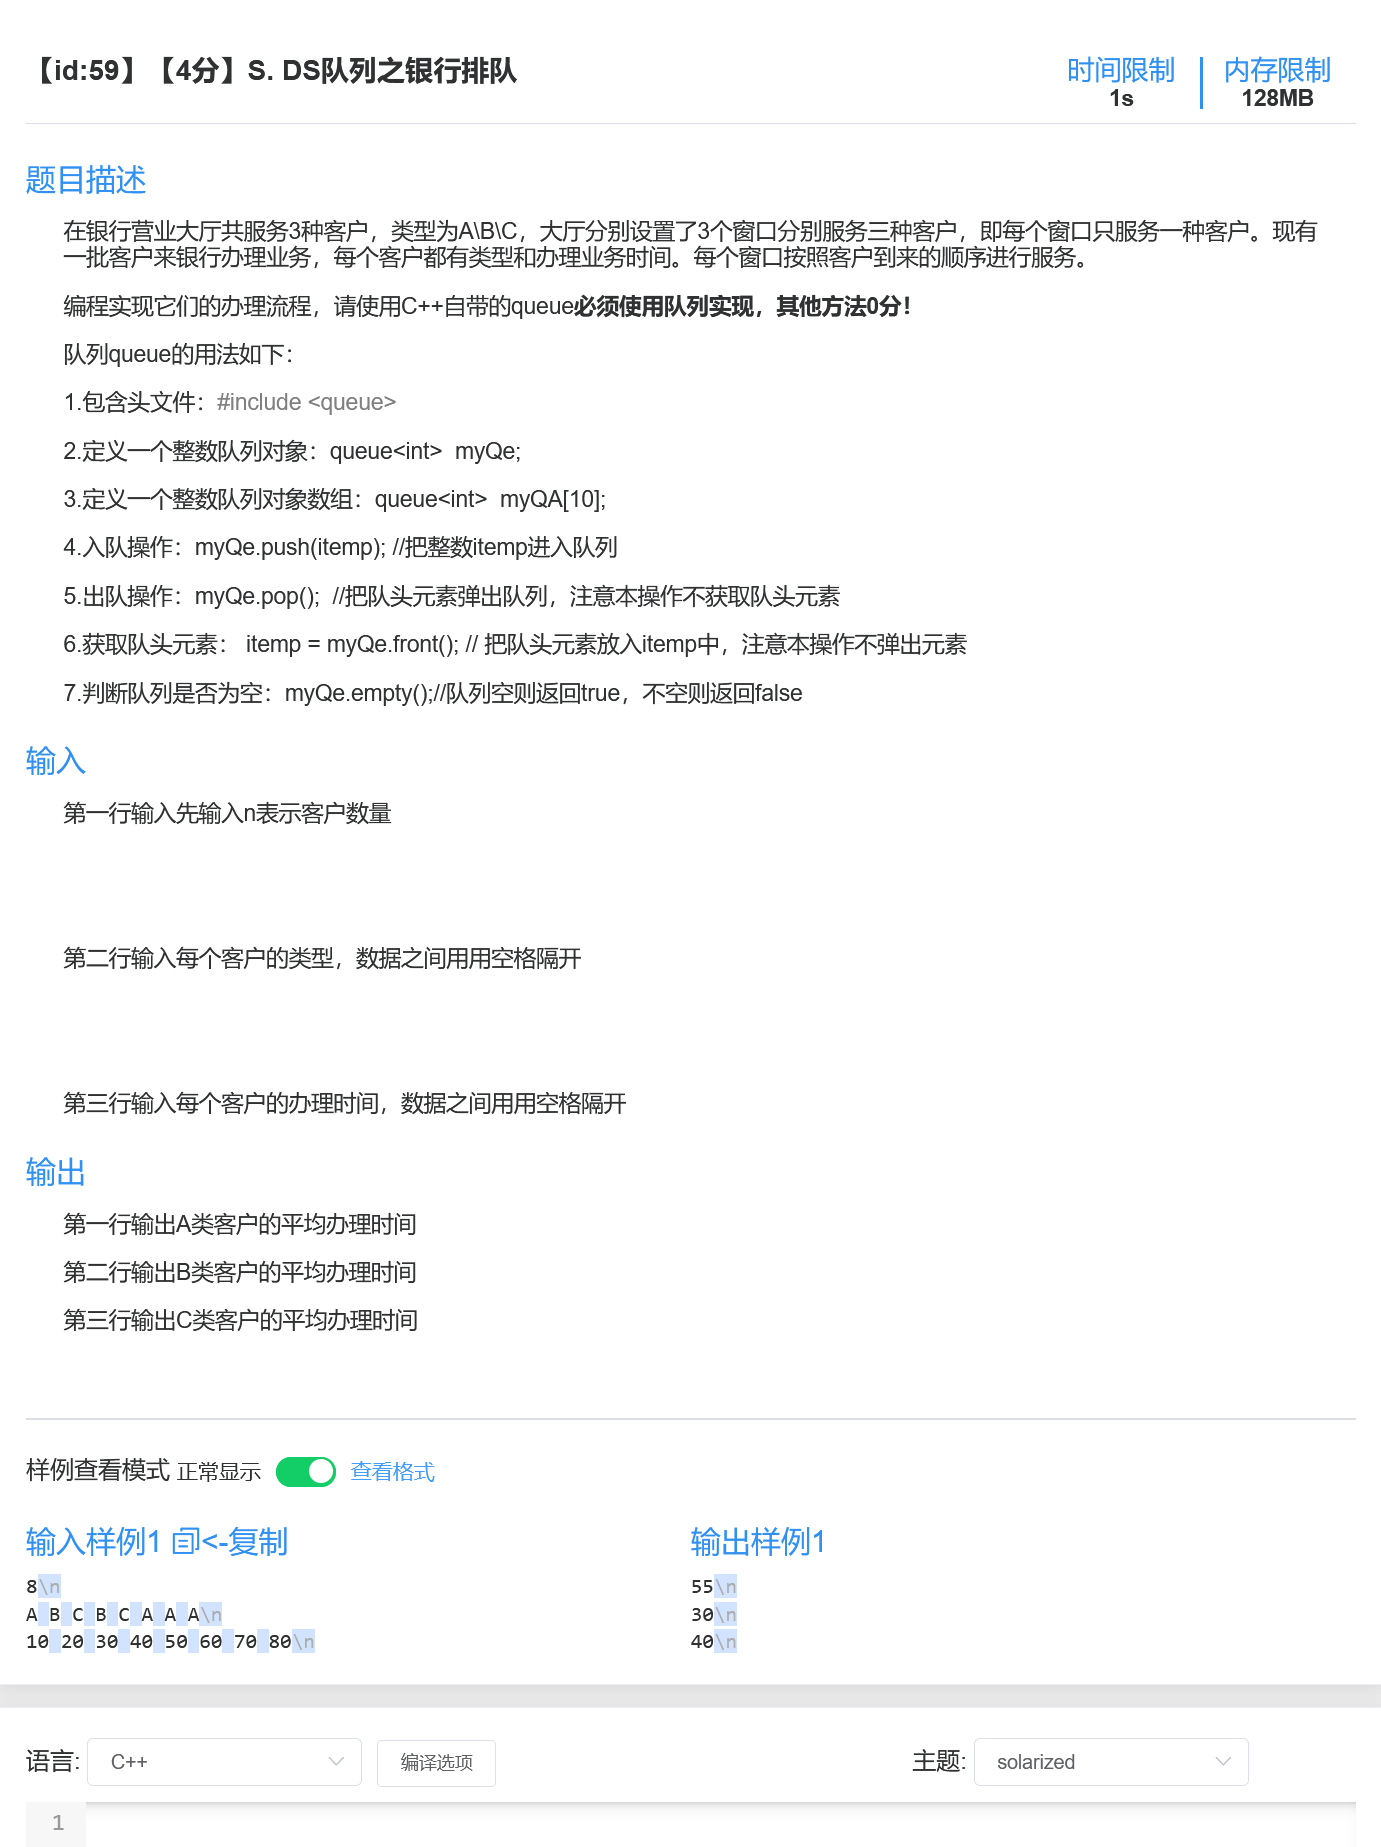 【id:59】【4分】S. DS队列之银行排队
时间限制
1s
内存限制
128MB
题目描述
在银行营业大厅共服务3种客户，类型为A\B\C，大厅分别设置了3个窗口分别服务三种客户，即每个窗口只服务一种客户。现有
一批客户来银行办理业务，每个客户都有类型和办理业务时间。每个窗口按照客户到来的顺序进行服务。
编程实现它们的办理流程，请使用C++自带的queue必须使用队列实现，其他方法0分！
队列queue的用法如下：
1.包含头文件：#include <queue>
2.定义一个整数队列对象：queue<int>  myQe;
3.定义一个整数队列对象数组：queue<int>  myQA[10];
4.入队操作：myQe.push(itemp); //把整数itemp进入队列
5.出队操作：myQe.pop();  //把队头元素弹出队列，注意本操作不获取队头元素
6.获取队头元素： itemp = myQe.front(); // 把队头元素放入itemp中，注意本操作不弹出元素
7.判断队列是否为空：myQe.empty();//队列空则返回true，不空则返回false
输入
第一行输入先输入n表示客户数量
第二行输入每个客户的类型，数据之间用用空格隔开
第三行输入每个客户的办理时间，数据之间用用空格隔开
输出
第一行输出A类客户的平均办理时间
第二行输出B类客户的平均办理时间
第三行输出C类客户的平均办理时间
样例查看模式 正常显示 查看格式
输入样例1 <-复制
8\n
A B C B C A A A\n
10 20 30 40 50 60 70 80\n
输出样例1
55\n
30\n
40\n
语言: C++ 编译选项 主题: solarized
1